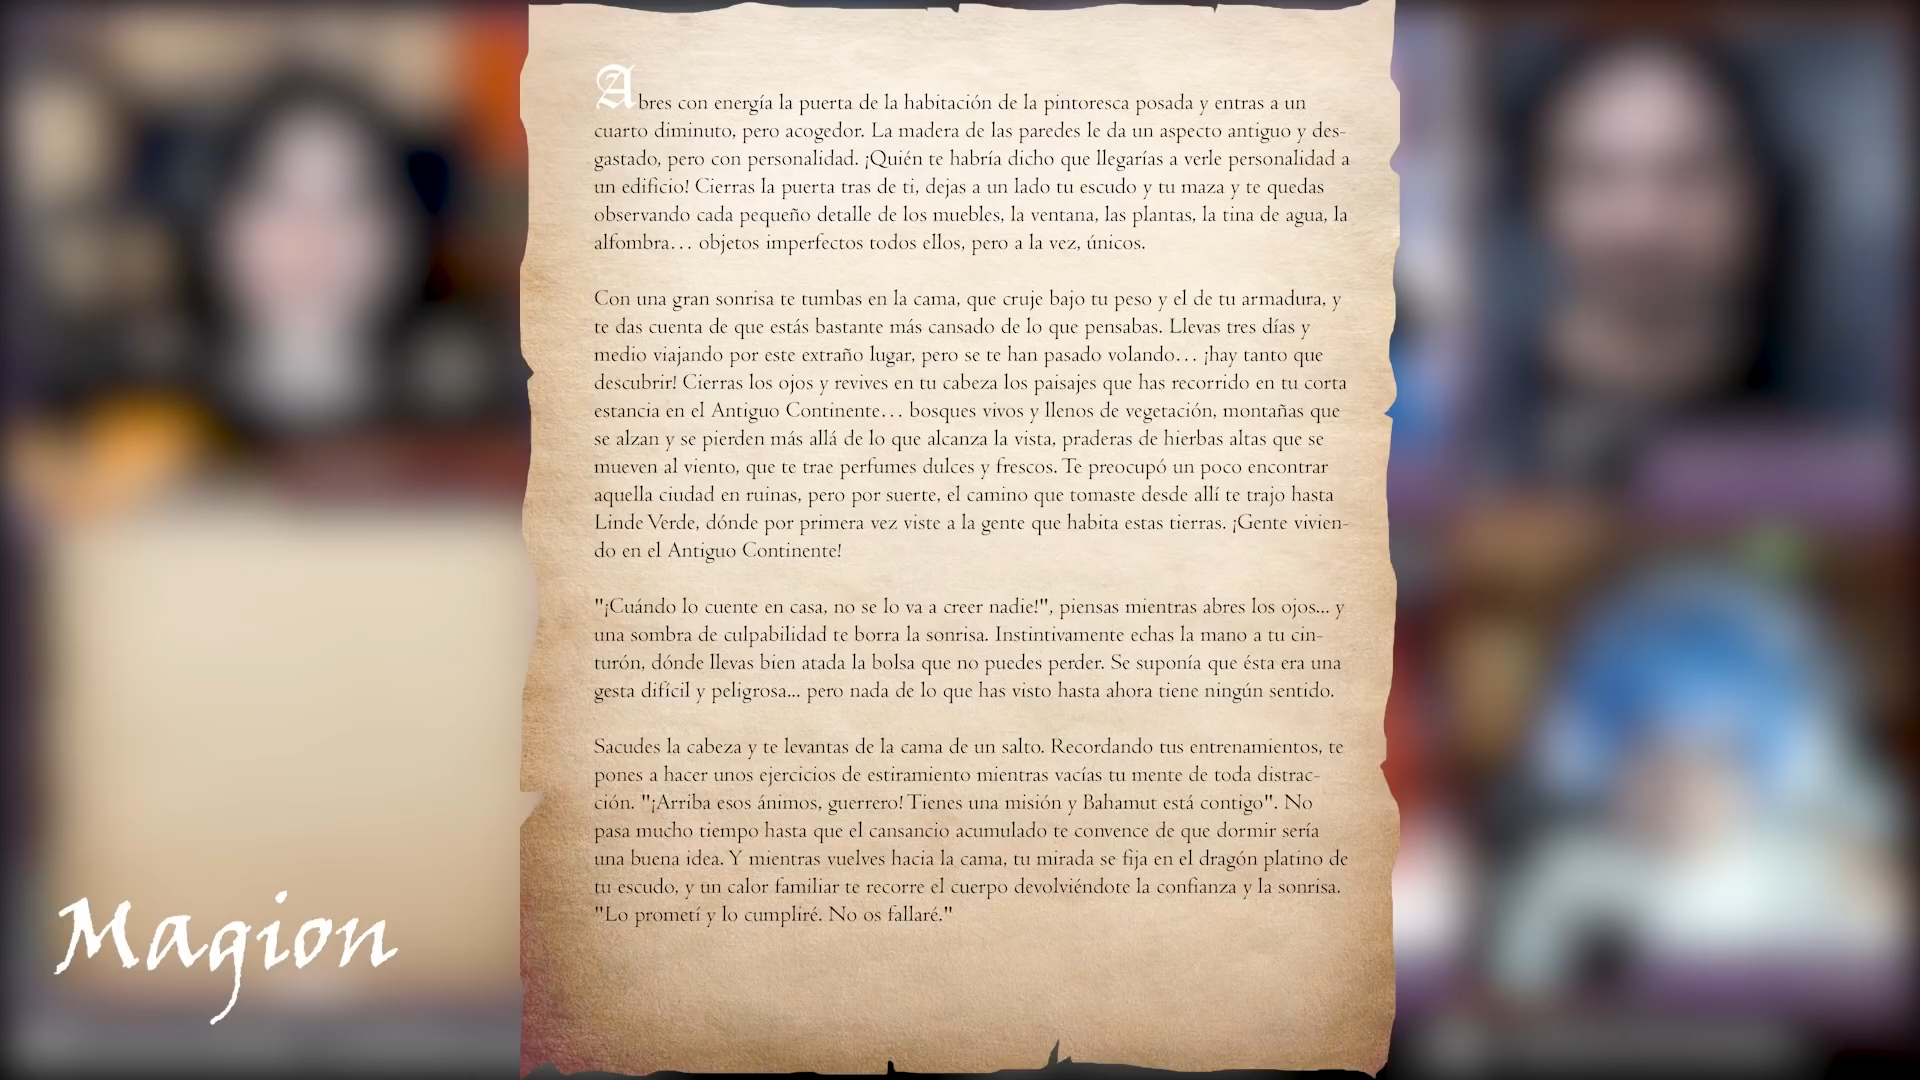 Abres con energía la puerta de la habitación de la pintoresca posada y entras a un
cuarto diminuto, pero acogedor. La madera de las paredes le da un aspecto antiguo y des-
gastado, pero con personalidad. ¡Quién te habría dicho que llegarías a verle personalidad a
un edificio! Cierras la puerta tras de ti, dejas a un lado tu escudo y tu maza y te quedas
observando cada pequeño detalle de los muebles, la ventana, las plantas, la tina de agua, la
alfombra… objetos imperfectos todos ellos, pero a la vez, únicos.
Con una gran sonrisa te tumbas en la cama, que cruje bajo tu peso y el de tu armadura, y
te das cuenta de que estás bastante más cansado de lo que pensabas. Llevas tres días y
medio viajando por este extraño lugar, pero se te han pasado volando… ¡hay tanto que
descubrir! Cierras los ojos y revives en tu cabeza los paisajes que has recorrido en tu corta
estancia en el Antiguo Continente… bosques vivos y llenos de vegetación, montañas que
se alzan y se pierden más allá de lo que alcanza la vista, praderas de hierbas altas que se
mueven al viento, que te trae perfumes dulces y frescos. Te preocupó un poco encontrar
aquella ciudad en ruinas, pero por suerte, el camino que tomaste desde allí te trajo hasta
Linde Verde, dónde por primera vez viste a la gente que habita estas tierras. ¡Gente vivien-
do en el Antiguo Continente!
"¡Cuándo lo cuente en casa, no se lo va a creer nadie!", piensas mientras abres los ojos... y
una sombra de culpabilidad te borra la sonrisa. Instintivamente echas la mano a tu cin-
turón, dónde llevas bien atada la bolsa que no puedes perder. Se suponía que ésta era una
gesta difícil y peligrosa... pero nada de lo que has visto hasta ahora tiene ningún sentido.
Sacudes la cabeza y te levantas de la cama de un salto. Recordando tus entrenamientos, te
pones a hacer unos ejercicios de estiramiento mientras vacías tu mente de toda distrac-
ción. "¡Arriba esos ánimos, guerrero! Tienes una misión y Bahamut está contigo". No
pasa mucho tiempo hasta que el cansancio acumulado te convence de que dormir sería
una buena idea. Y mientras vuelves hacia la cama, tu mirada se fija en el dragón platino de
tu escudo, y un calor familiar te recorre el cuerpo devolviéndote la confianza y la sonrisa.
"Lo prometí y lo cumpliré. No os fallaré."
Magion